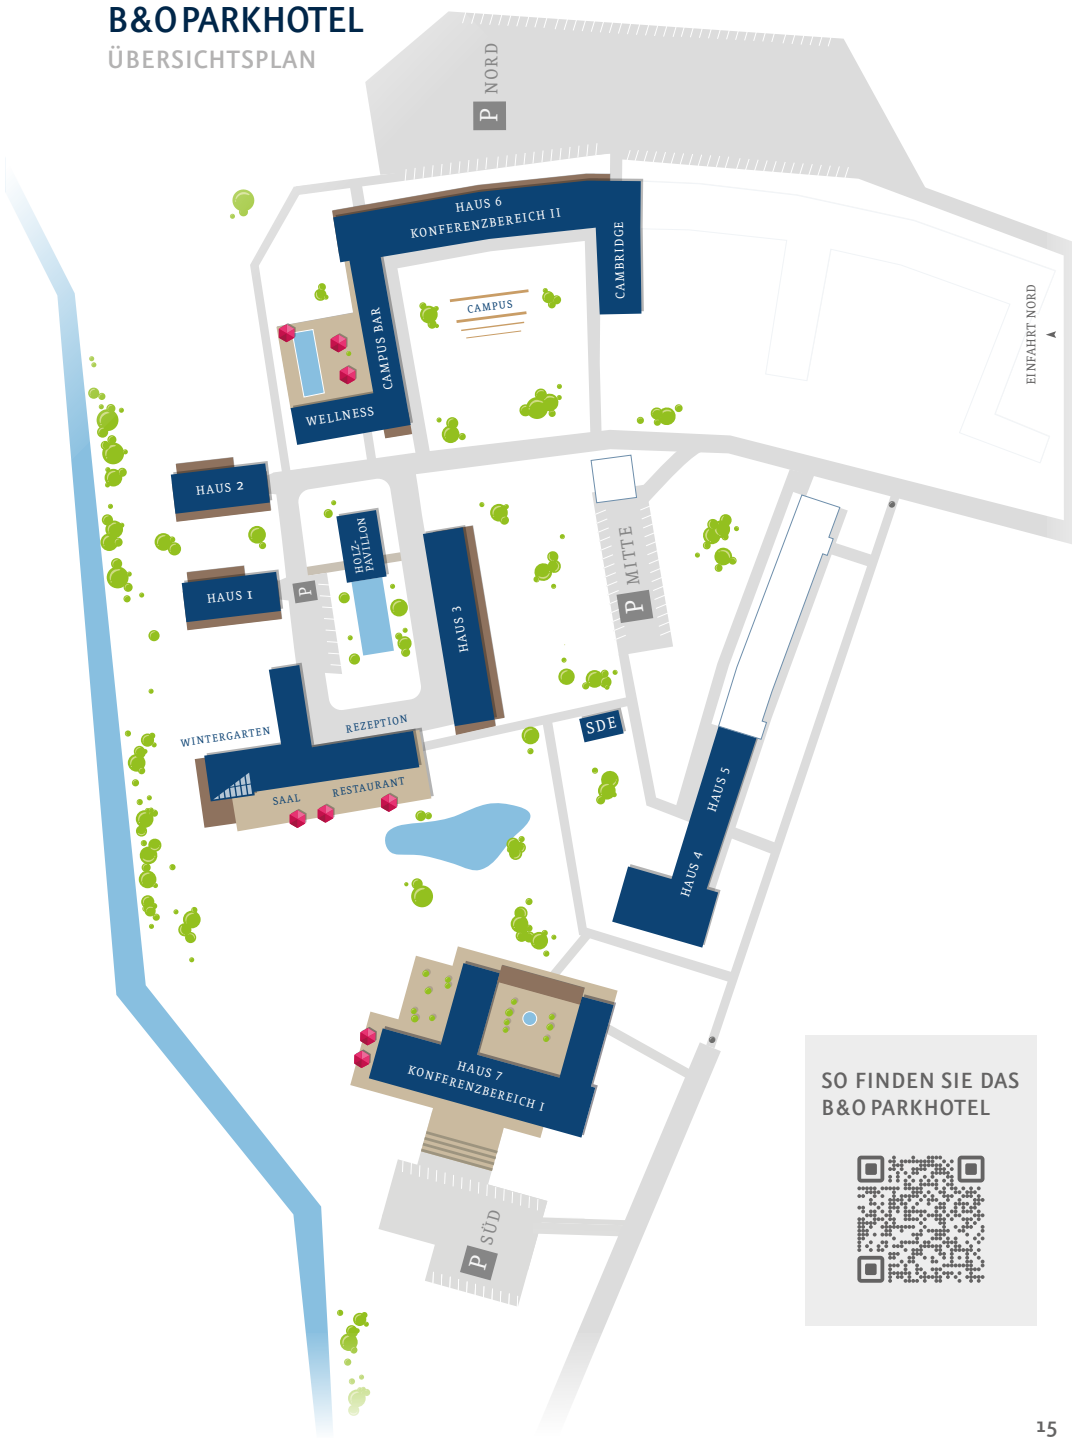 B&O PARKHOTEL
ÜBERSICHTSPLAN
P NORD
HAUS 6
KONFERENZBEREICH II
CAMBRIDGE
CAMPUS
CAMPUS BAR
WELLNESS
EINFAHRT NORD
HAUS 2
HOLZ-
PAVILLON
HAUS 1
P
HAUS 3
P MITTE
WINTERGARTEN
REZEPTION
SDE
SAAL
RESTAURANT
HAUS 5
HAUS 4
HAUS 7
KONFERENZBEREICH I
P SÜD
SO FINDEN SIE DAS
B&O PARKHOTEL
15